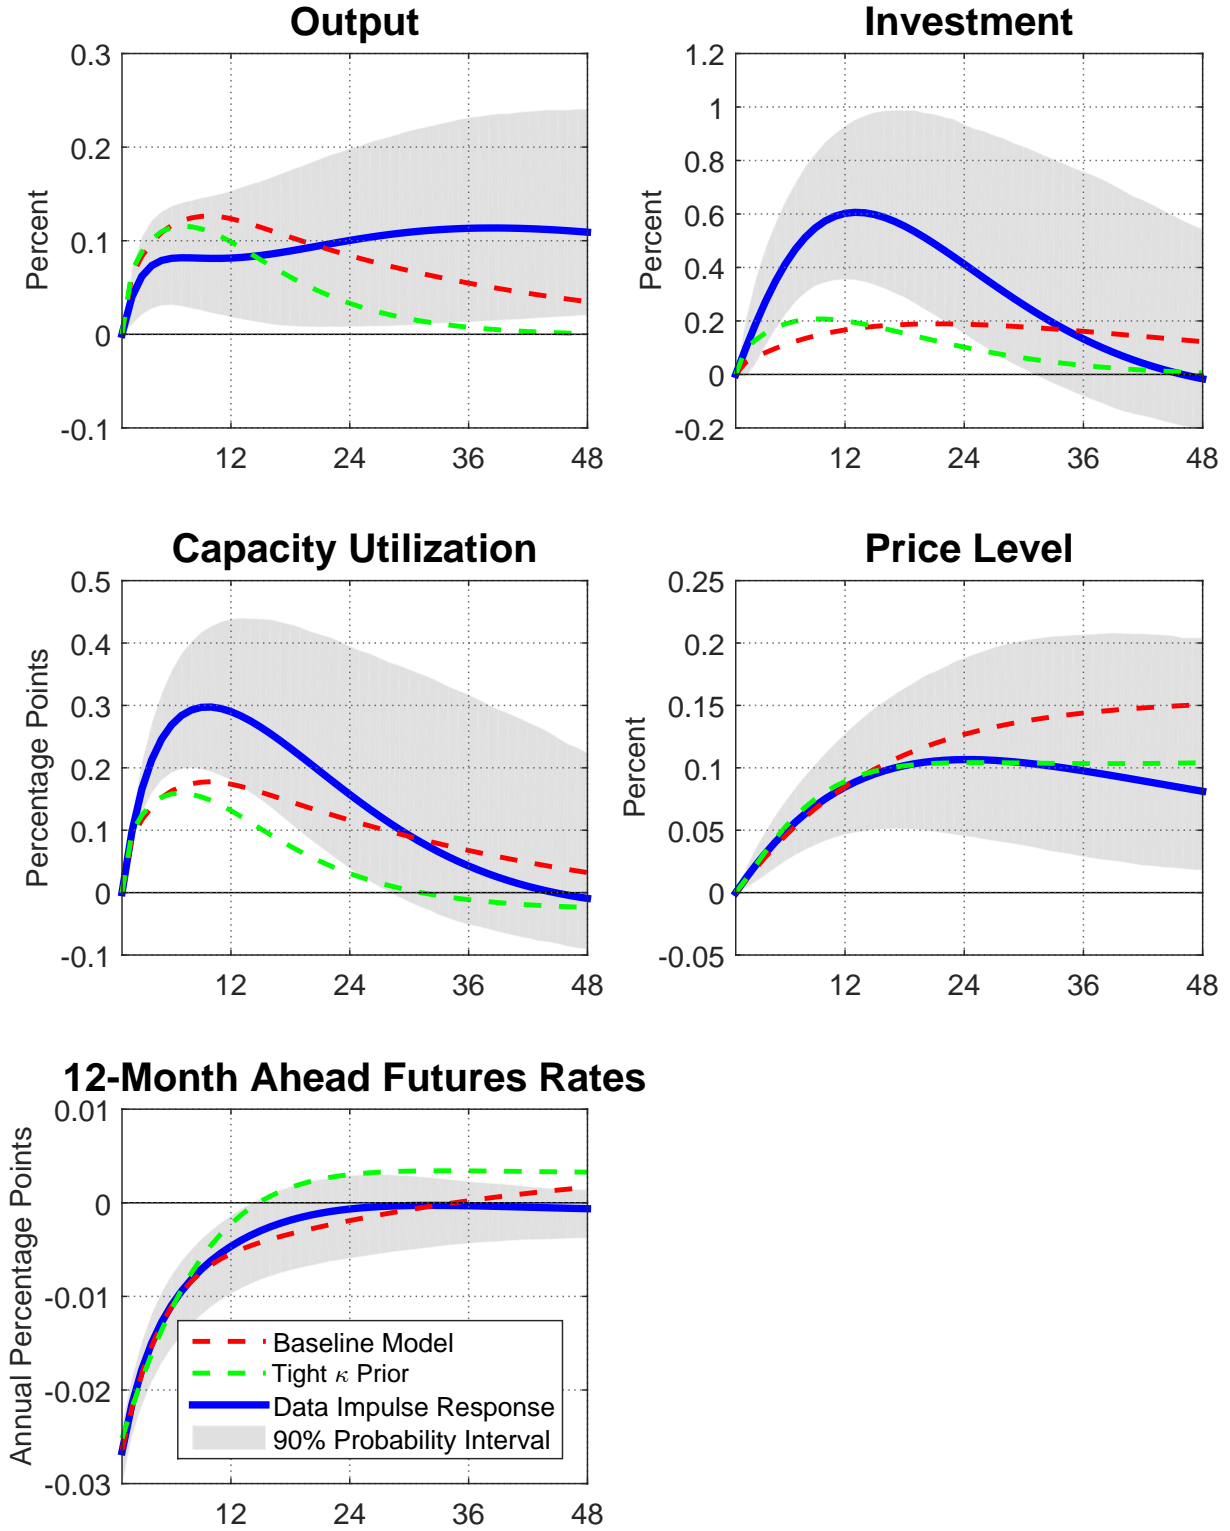 Output
Percent
0.3
0.2
0.1
0
-0.1
12 24 36 48
Investment
Percent
1.2
1
0.8
0.6
0.4
0.2
0
-0.2
12 24 36 48
Capacity Utilization
Percentage Points
0.5
0.4
0.3
0.2
0.1
0
-0.1
12 24 36 48
Price Level
Percent
0.25
0.2
0.15
0.1
0.05
0
-0.05
12 24 36 48
12-Month Ahead Futures Rates
Annual Percentage Points
0.01
0
-0.01
-0.02
-0.03
12 24 36 48
Baseline Model
Tight κ Prior
Data Impulse Response
90% Probability Interval